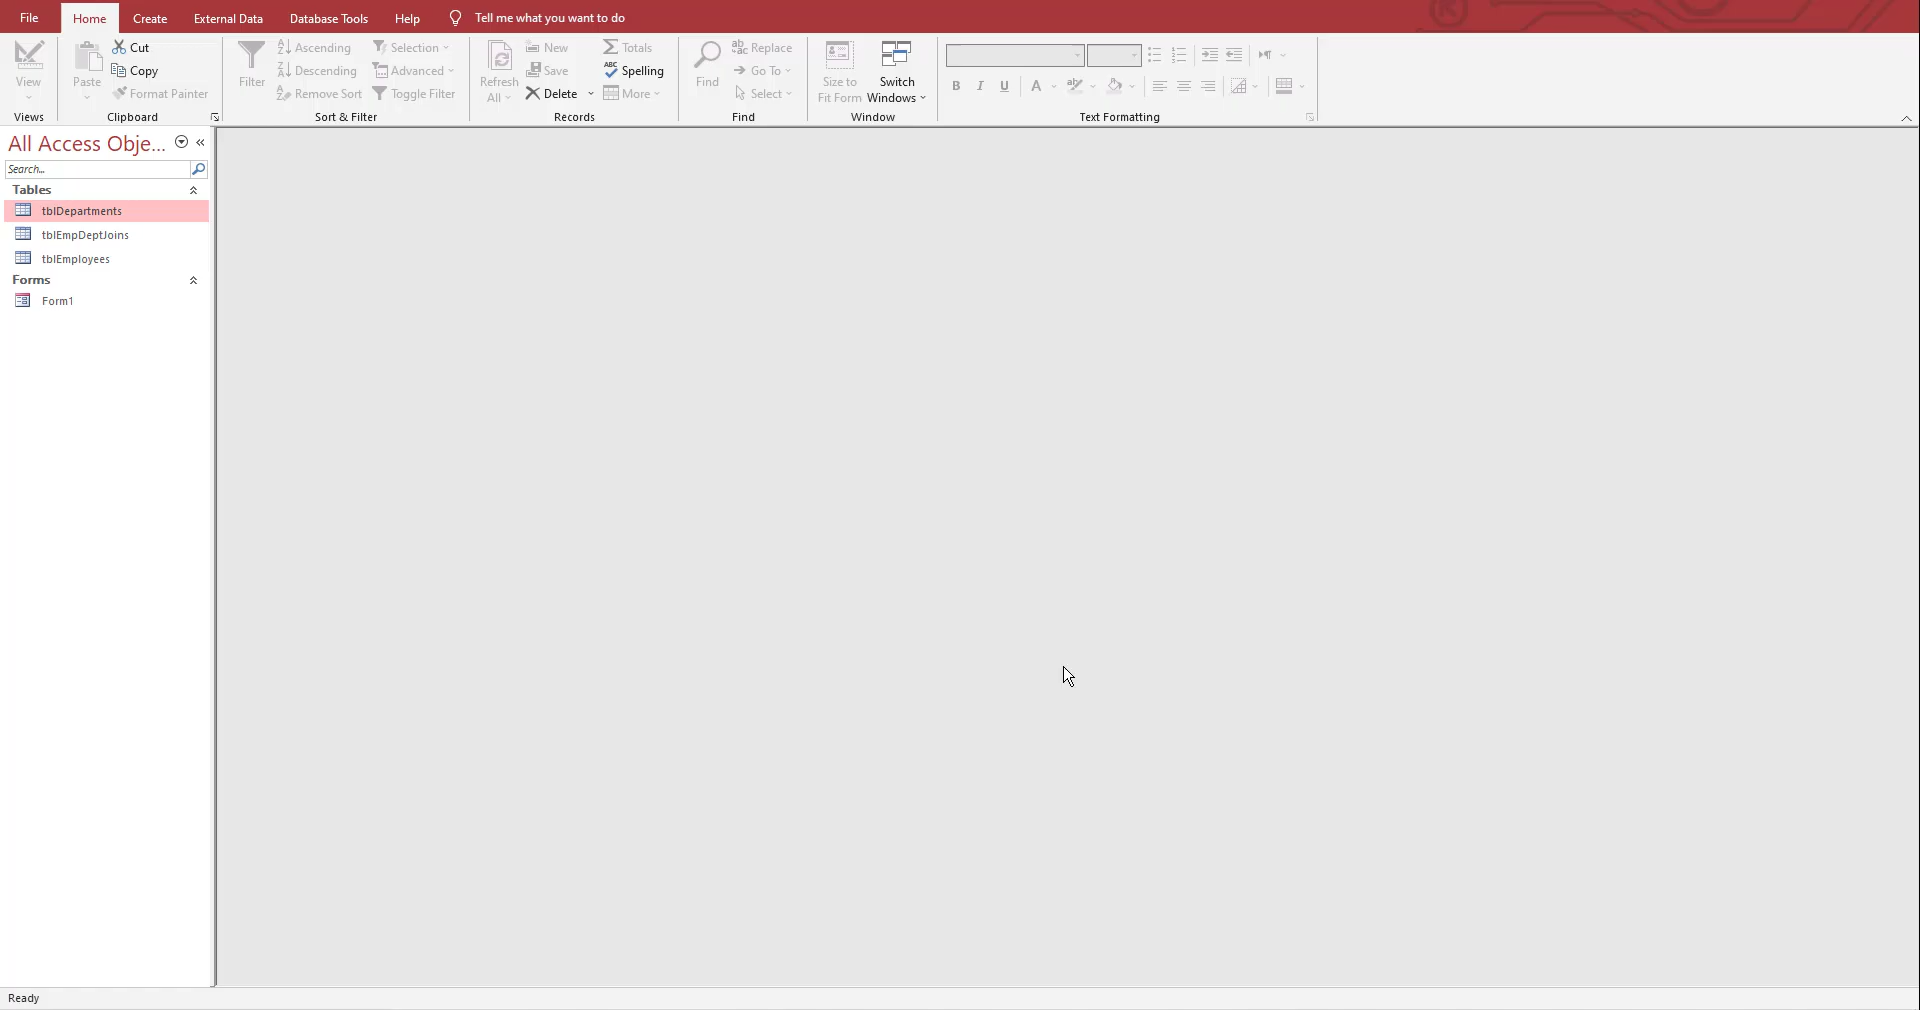 File Home Create External Data Database Tools Help Tell me what you want to do
View
Paste
Cut
Copy
Format Painter
Filter
Ascending
Descending
Remove Sort
Selection
Advanced
Toggle Filter
Refresh
All
New
Save
Delete
Totals
Spelling
More
Find
Replace
Go To
Select
Size to
Fit Form
Switch
Windows
B I U A
Views Clipboard Sort & Filter Records Find Window Text Formatting
All Access Obje...
Search...
Tables
tblDepartments
tblEmpDeptJoins
tblEmployees
Forms
Form1
Ready